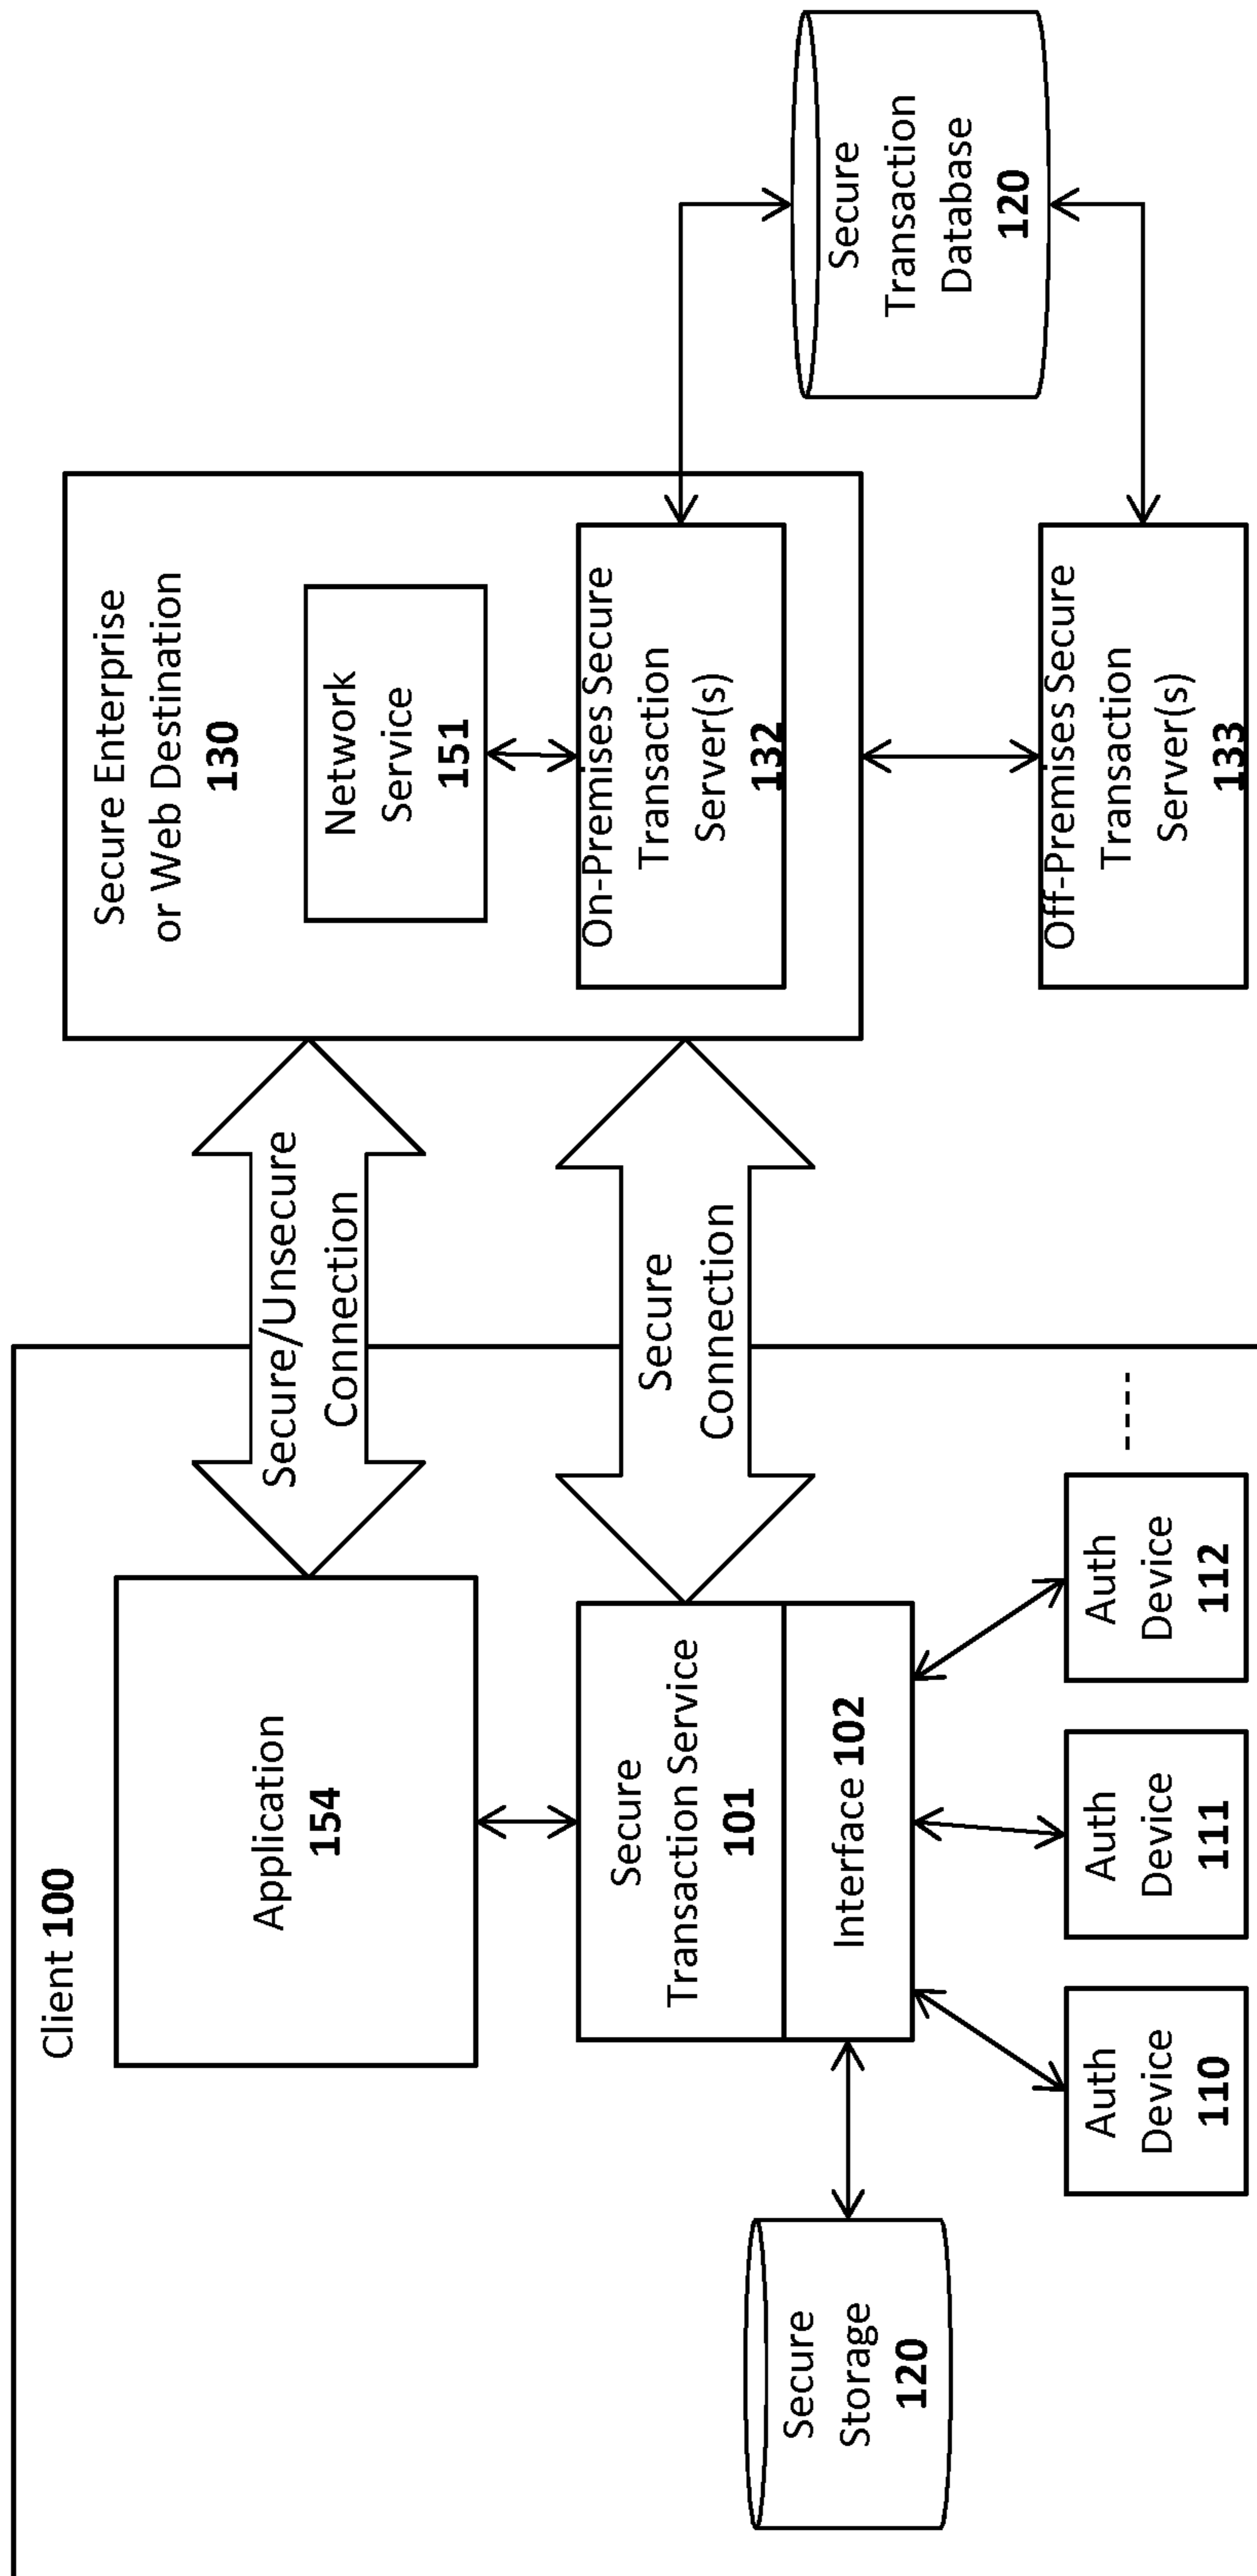 Client 100
Application
154
Secure/Unsecure
Connection
Secure
Transaction Service
101
Interface 102
Secure
Storage
120
Auth
Device
110
Auth
Device
111
Auth
Device
112
Secure
Connection
Secure Enterprise
or Web Destination
130
Network
Service
151
On-Premises Secure
Transaction
Server(s)
132
Off-Premises Secure
Transaction
Server(s)
133
Secure
Transaction
Database
120